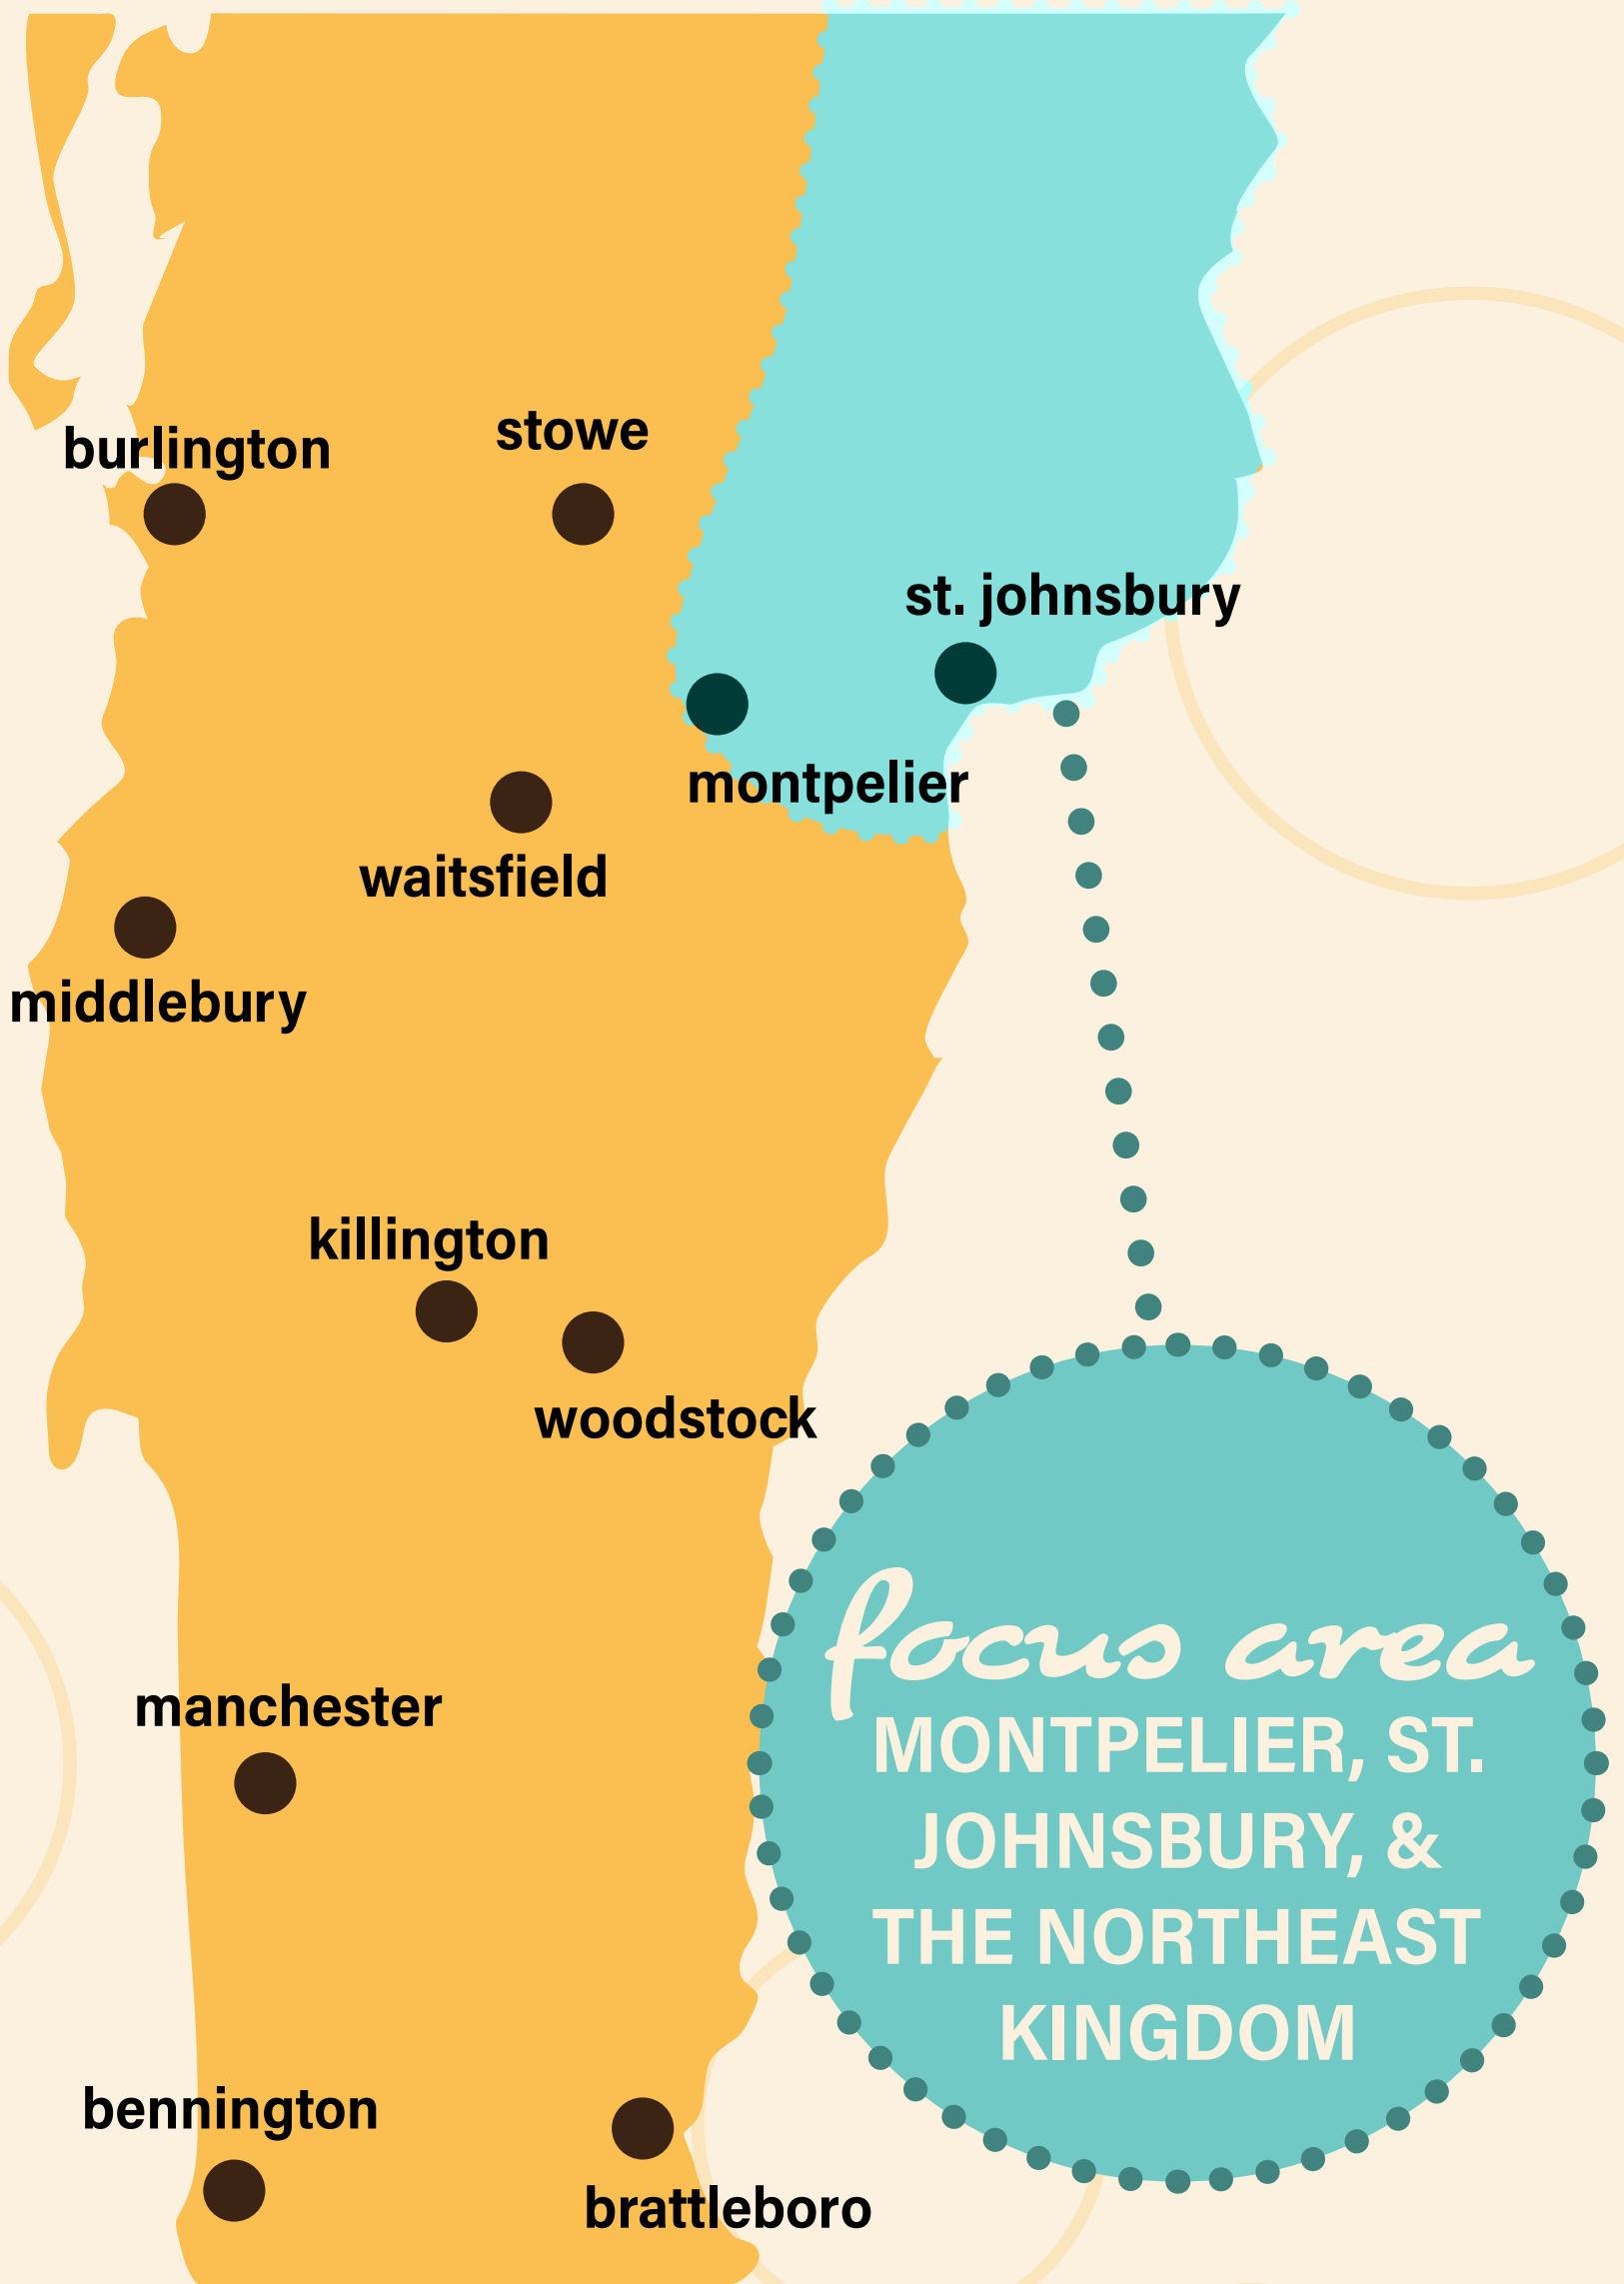 burlington
stowe
st. johnsbury
montpelier
waitsfield
middlebury
killington
woodstock
focus area
MONTPELIER, ST.
JOHNSBURY, &
THE NORTHEAST
KINGDOM
manchester
bennington
brattleboro